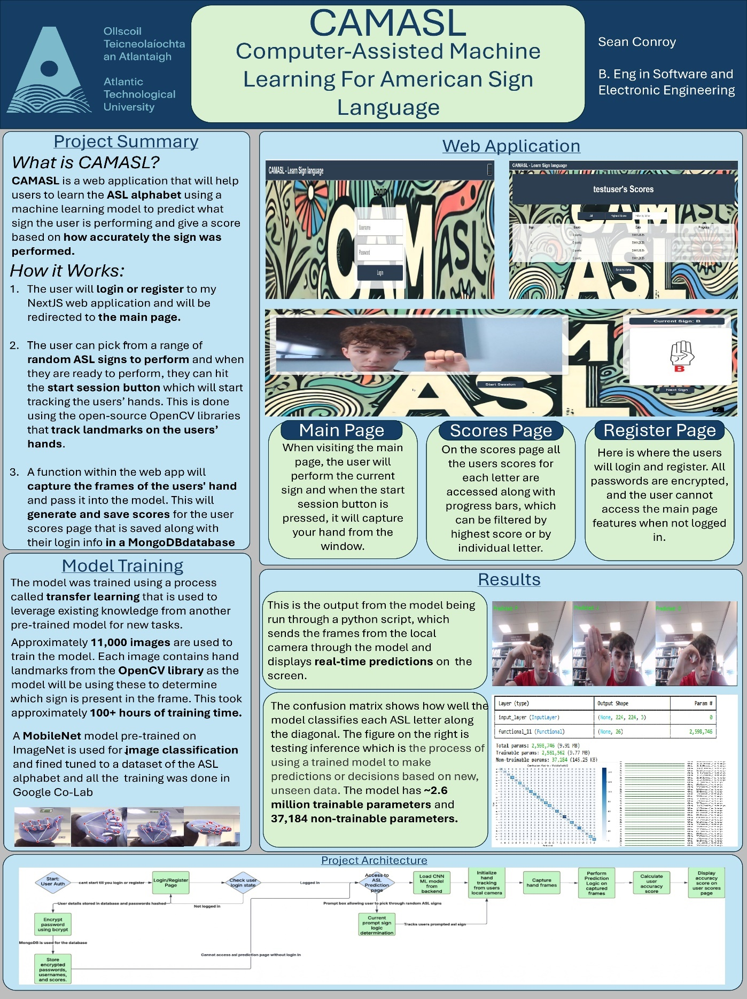 Ollscoil
Teicneolaíochta
an Atlantaigh
Atlantic
Technological
University
CAMASL
Computer-Assisted Machine
Learning For American Sign
Language
Sean Conroy
B. Eng in Software and
Electronic Engineering
Project Summary
What is CAMASL?
CAMASL is a web application that will help
users to learn the ASL alphabet using a
machine learning model to predict what
sign the user is performing and give a score
based on how accurately the sign was
performed.
How it Works:
1. The user will login or register to my
NextJS web application and will be
redirected to the main page.
2. The user can pick from a range of
random ASL signs to perform and when
they are ready to perform, they can hit
the start session button which will start
tracking the users' hands. This is done
using the open-source OpenCV libraries
that track landmarks on the users'
hands.
3. A function within the web app will
capture the frames of the users' hand
and pass it into the model. This will
generate and save scores for the user
scores page that is saved along with
their login info in a MongoDBdatabase
Model Training
The model was trained using a process
called transfer learning that is used to
leverage existing knowledge from another
pre-trained model for new tasks.
Approximately 11,000 images are used to
train the model. Each image contains hand
landmarks from the OpenCV library as the
model will be using these to determine
which sign is present in the frame. This took
approximately 100+ hours of training time.
A MobileNet model pre-trained on
ImageNet is used for image classification
and fined tuned to a dataset of the ASL
alphabet and all the training was done in
Google Co-Lab
Web Application
CAMASL - Learn Sign language
Login
Username
Password
Login
CAM
ASL
CAMASL - Learn Sign language
testuser's Scores
All Highest Score Filter by letter
Sign Score Date Progress
0 points 30/01/2025
0 points 30/01/2025
0 points 30/01/2025
0 points 30/01/2025
Back to Home
CAM
ASL
Current Sign: B
B
Start Session
Next Sign
ASL
Main Page
When visiting the main
page, the user will
perform the current
sign and when the start
session button is
pressed, it will capture
your hand from the
window.
Scores Page
On the scores page all
the users scores for
each letter are
accessed along with
progress bars, which
can be filtered by
highest score or by
individual letter.
Register Page
Here is where the users
will login and register. All
passwords are encrypted,
and the user cannot
access the main page
features when not logged
in.
Results
This is the output from the model being
run through a python script, which
sends the frames from the local
camera through the model and
displays real-time predictions on the
screen.
The confusion matrix shows how well the
model classifies each ASL letter along
the diagonal. The figure on the right is
testing inference which is the process of
using a trained model to make
predictions or decisions based on new,
unseen data. The model has ~2.6
million trainable parameters and
37,184 non-trainable parameters.
Layer (type) Output Shape Param #
input_layer (InputLayer) (None, 224, 224, 3) 0
functional_11 (Functional) (None, 26) 2,598,746
Total params: 2,598,746 (9.91 MB)
Trainable params: 2,561,562 (9.77 MB)
Non-trainable params: 37,184 (145.25 KB)
Confusion Matrix - MobileNetV2
Predicted
Project Architecture
Start:
User Auth
cant start till you login or register
Login/Register
Page
Check user
login state
Logged In
Access to
ASL
Prediction
page
Load CNN
ML model
from
backend
Initialize
hand
tracking
from users
local camera
Capture
hand frames
Perform
Prediction
Logic on
captured
frames
Calculate
user
accuracy
score
Display
accuracy
score on
user scores
page
User details stored in database and passwords hashed
Not logged in
Prompt box allowing user to pick through random ASL signs
Encrypt
password
using bcrypt
Current
prompt sign
logic
determination
Tracks users prompted asl sign
MongoDB is used for the database
Cannot access asl prediction page without login in
Store
encrypted
passwords,
usernames,
and scores.